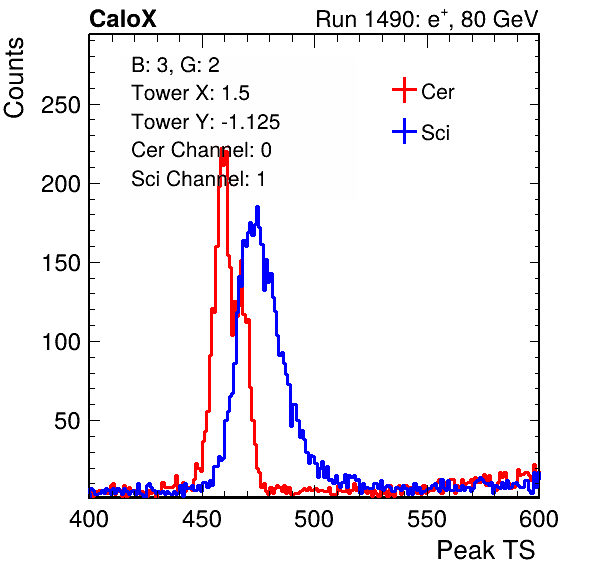 CaloX Run 1490: e⁺, 80 GeV
Counts
B: 3, G: 2
Tower X: 1.5
Tower Y: -1.125
Cer Channel: 0
Sci Channel: 1
Cer
Sci
250
200
150
100
50
400 450 500 550 600
Peak TS